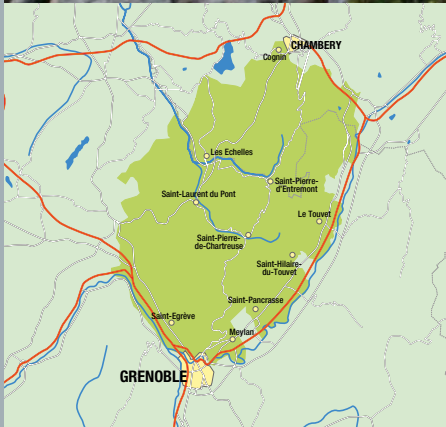 CHAMBERY
Cognin
Les Echelles
Saint-Pierre-
d'Entremont
Saint-Laurent du Pont
Le Touvet
Saint-Pierre-
de-Chartreuse
Saint-Hilaire-
du-Touvet
Saint-Pancrasse
Saint-Egrève
Meylan
GRENOBLE